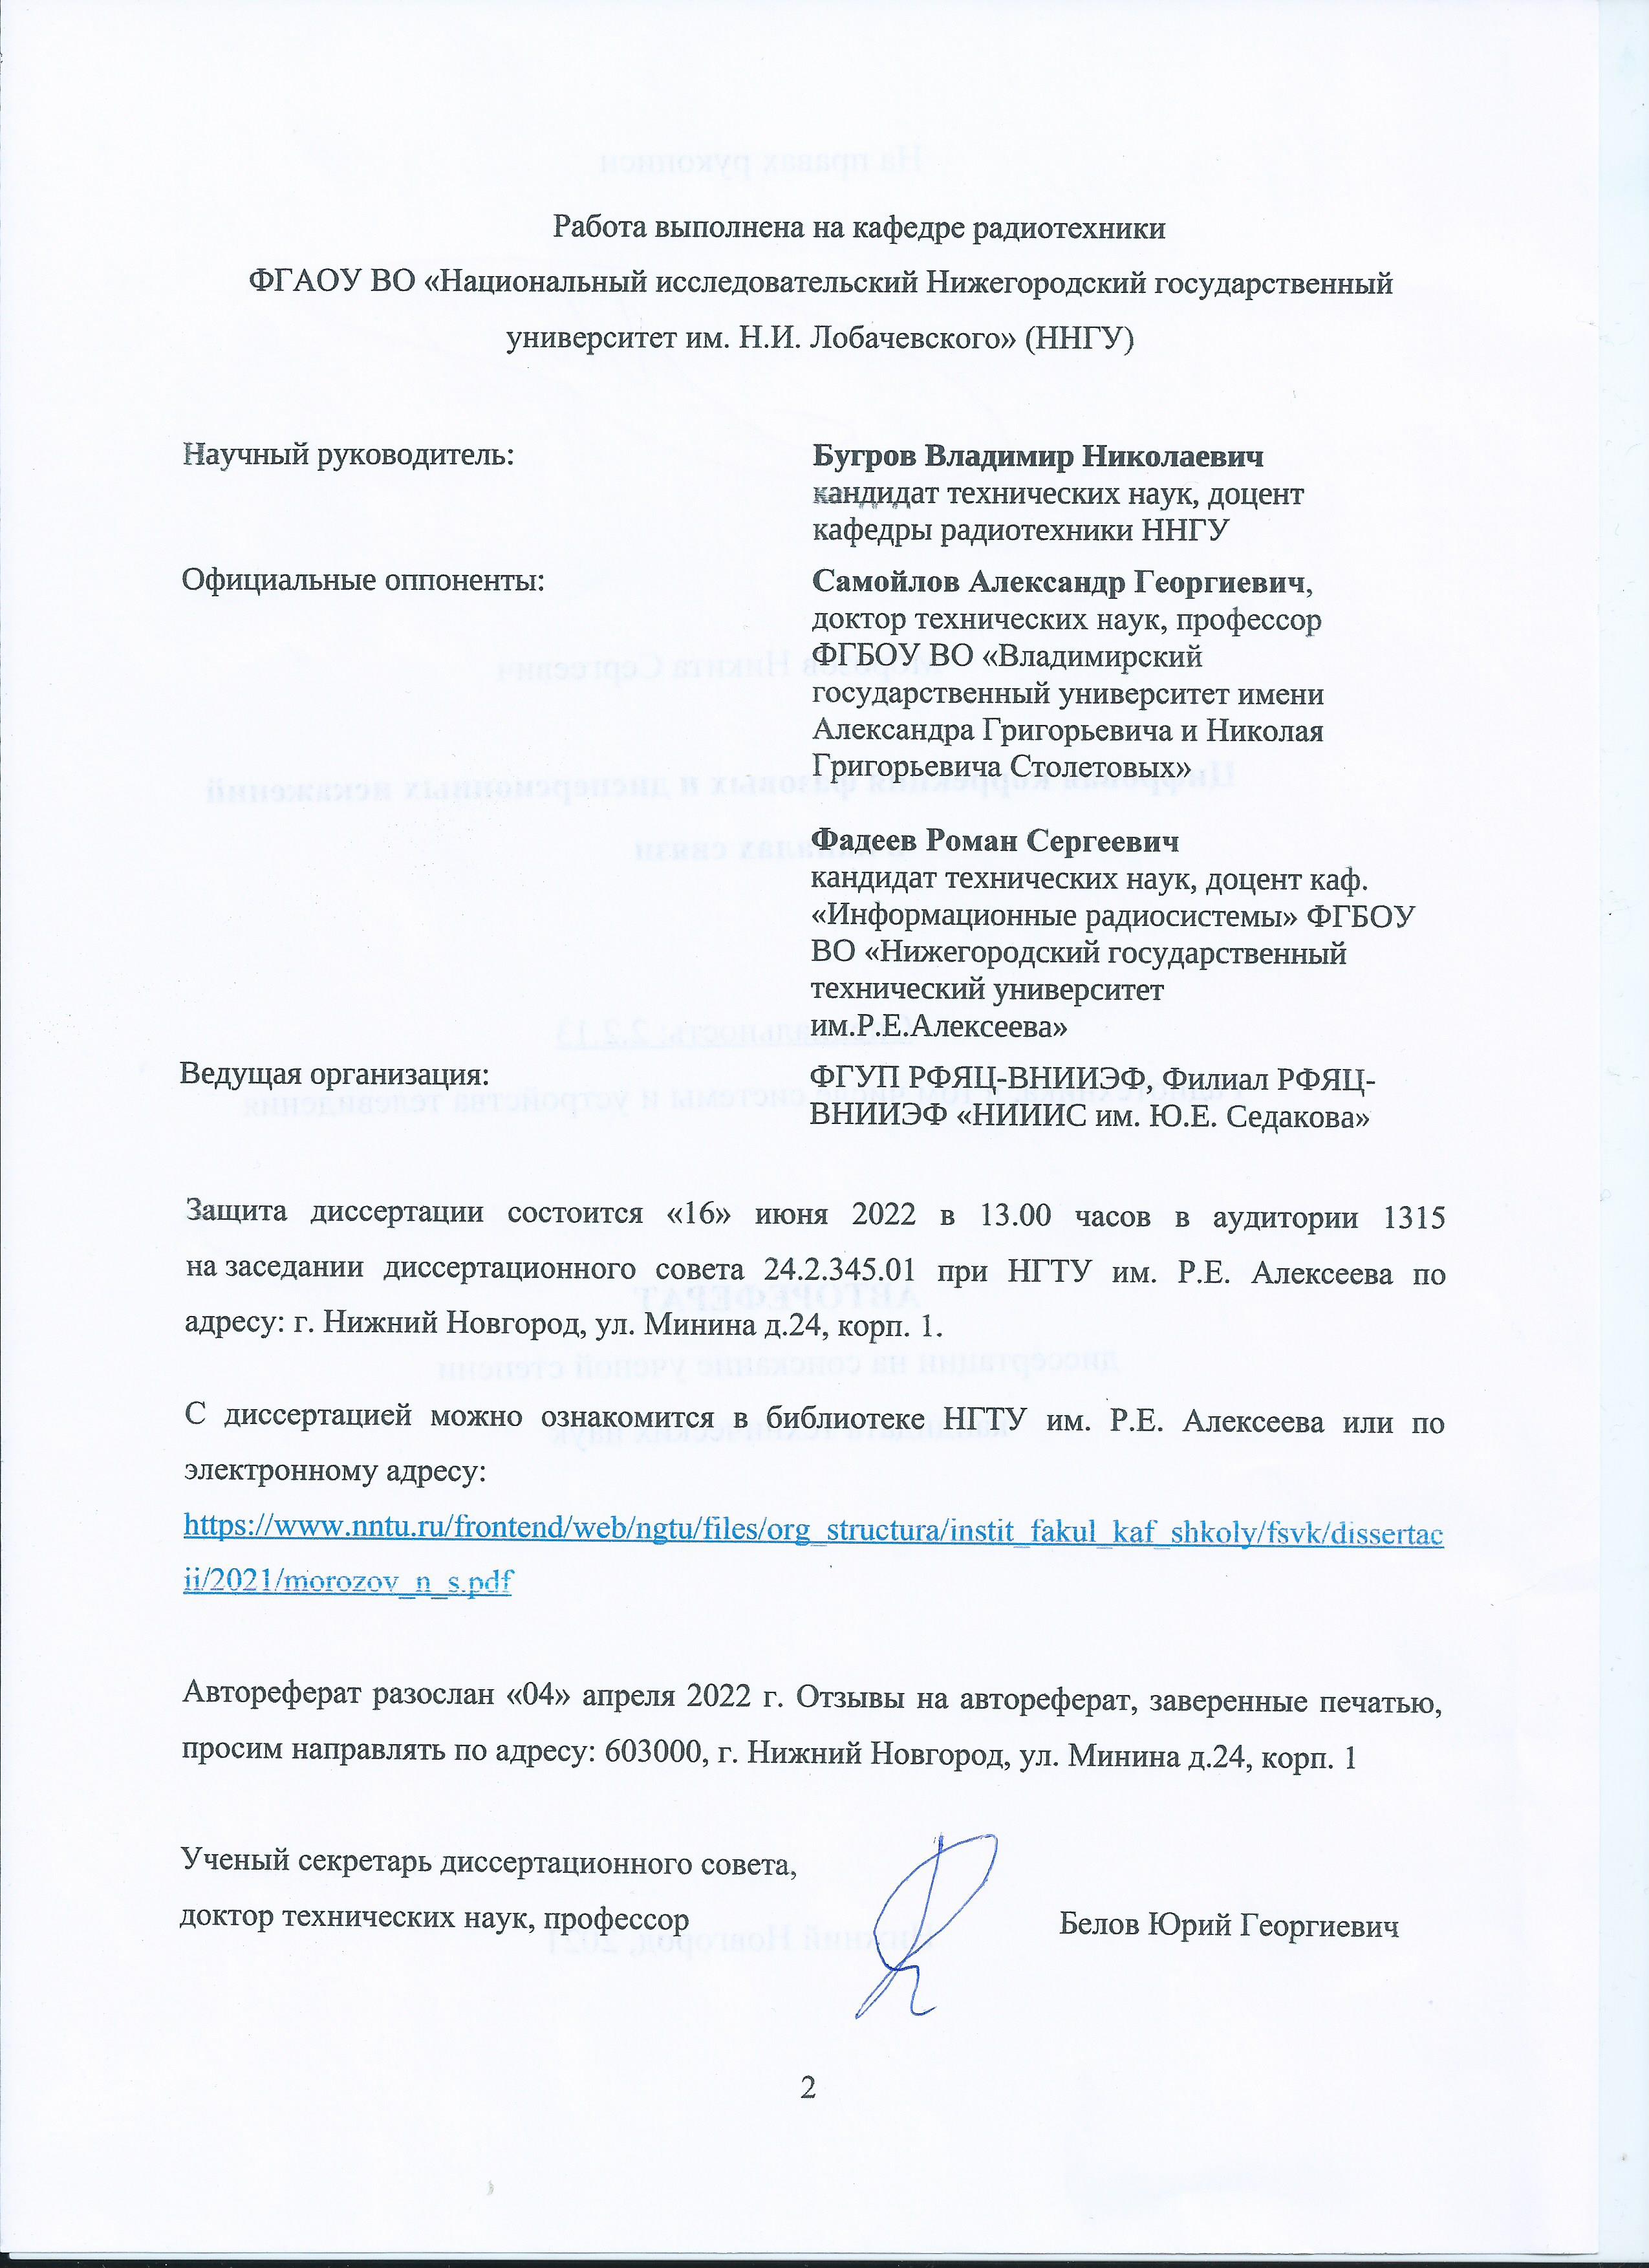 Работа выполнена на кафедре радиотехники
ФГАОУ ВО «Национальный исследовательский Нижегородский государственный
университет им. Н.И. Лобачевского» (ННГУ)
Научный руководитель:
Бугров Владимир Николаевич
кандидат технических наук, доцент
кафедры радиотехники ННГУ
Официальные оппоненты:
Самойлов Александр Георгиевич,
доктор технических наук, профессор
ФГБОУ ВО «Владимирский
государственный университет имени
Александра Григорьевича и Николая
Григорьевича Столетовых»
Фадеев Роман Сергеевич
кандидат технических наук, доцент каф.
«Информационные радиосистемы» ФГБОУ
ВО «Нижегородский государственный
технический университет
им.Р.Е.Алексеева»
Ведущая организация:
ФГУП РФЯЦ-ВНИИЭФ, Филиал РФЯЦ-
ВНИИЭФ «НИИИС им. Ю.Е. Седакова»
Защита диссертации состоится «16» июня 2022 в 13.00 часов в аудитории 1315
на заседании диссертационного совета 24.2.345.01 при НГТУ им. Р.Е. Алексеева по
адресу: г. Нижний Новгород, ул. Минина д.24, корп. 1.
С диссертацией можно ознакомится в библиотеке НГТУ им. Р.Е. Алексеева или по
электронному адресу:
https://www.nntu.ru/frontend/web/ngtu/files/org_structura/instit_fakul_kaf_shkoly/fsvk/dissertac
ii/2021/morozov_n_s.pdf
Автореферат разослан «04» апреля 2022 г. Отзывы на автореферат, заверенные печатью,
просим направлять по адресу: 603000, г. Нижний Новгород, ул. Минина д.24, корп. 1
Ученый секретарь диссертационного совета,
доктор технических наук, профессор
Белов Юрий Георгиевич
2